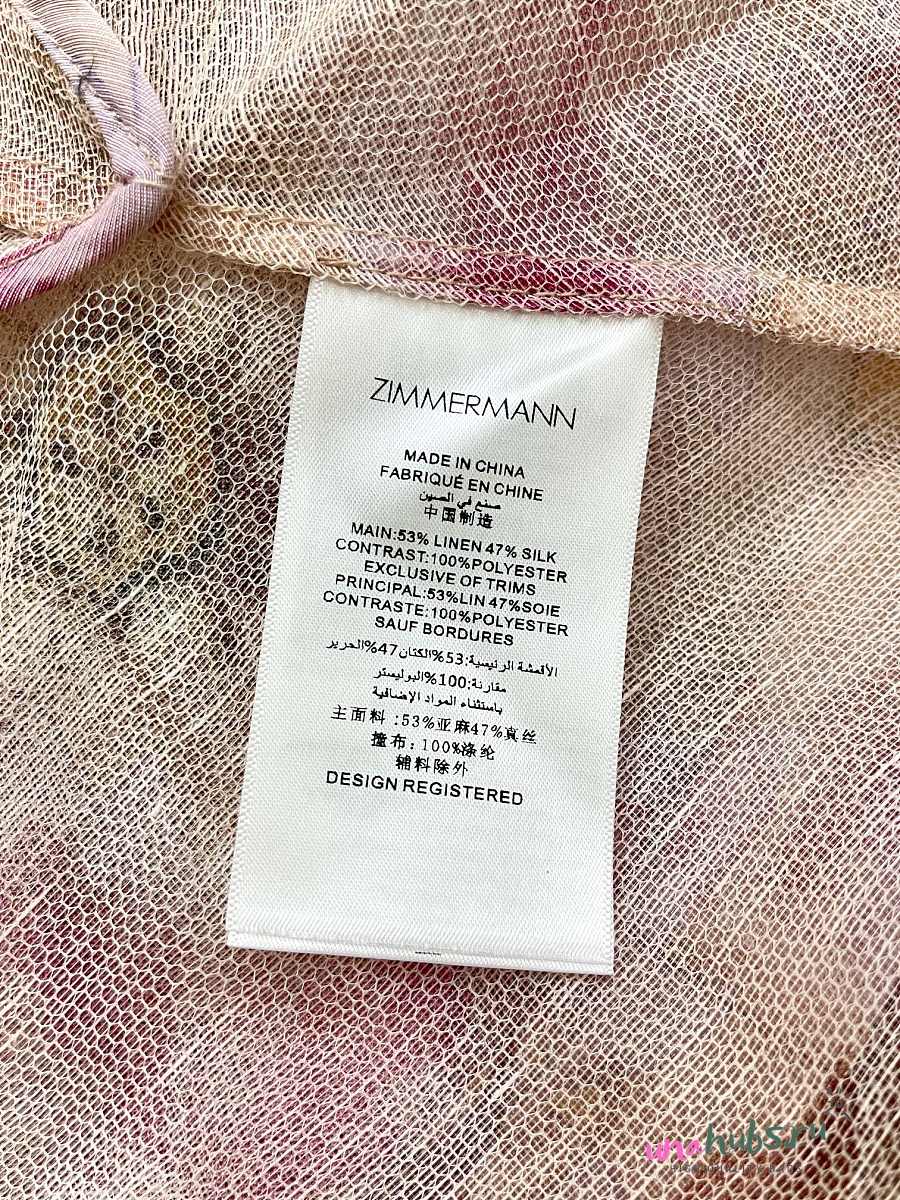 ZIMMERMANN
MADE IN CHINA
FABRIQUÉ EN CHINE
صنع في الصين
中国制造
MAIN:53% LINEN 47% SILK
CONTRAST:100%POLYESTER
EXCLUSIVE OF TRIMS
PRINCIPAL:53%LIN 47%SOIE
CONTRASTE:100%POLYESTER
SAUF BORDURES
الأقمشة الرئيسية:53%الكتان47%الحرير
مقارنة:100%البوليستر
باستثناء المواد الإضافية
主面料:53%亚麻47%真丝
撞布:100%涤纶
辅料除外
DESIGN REGISTERED
unohubs.ru